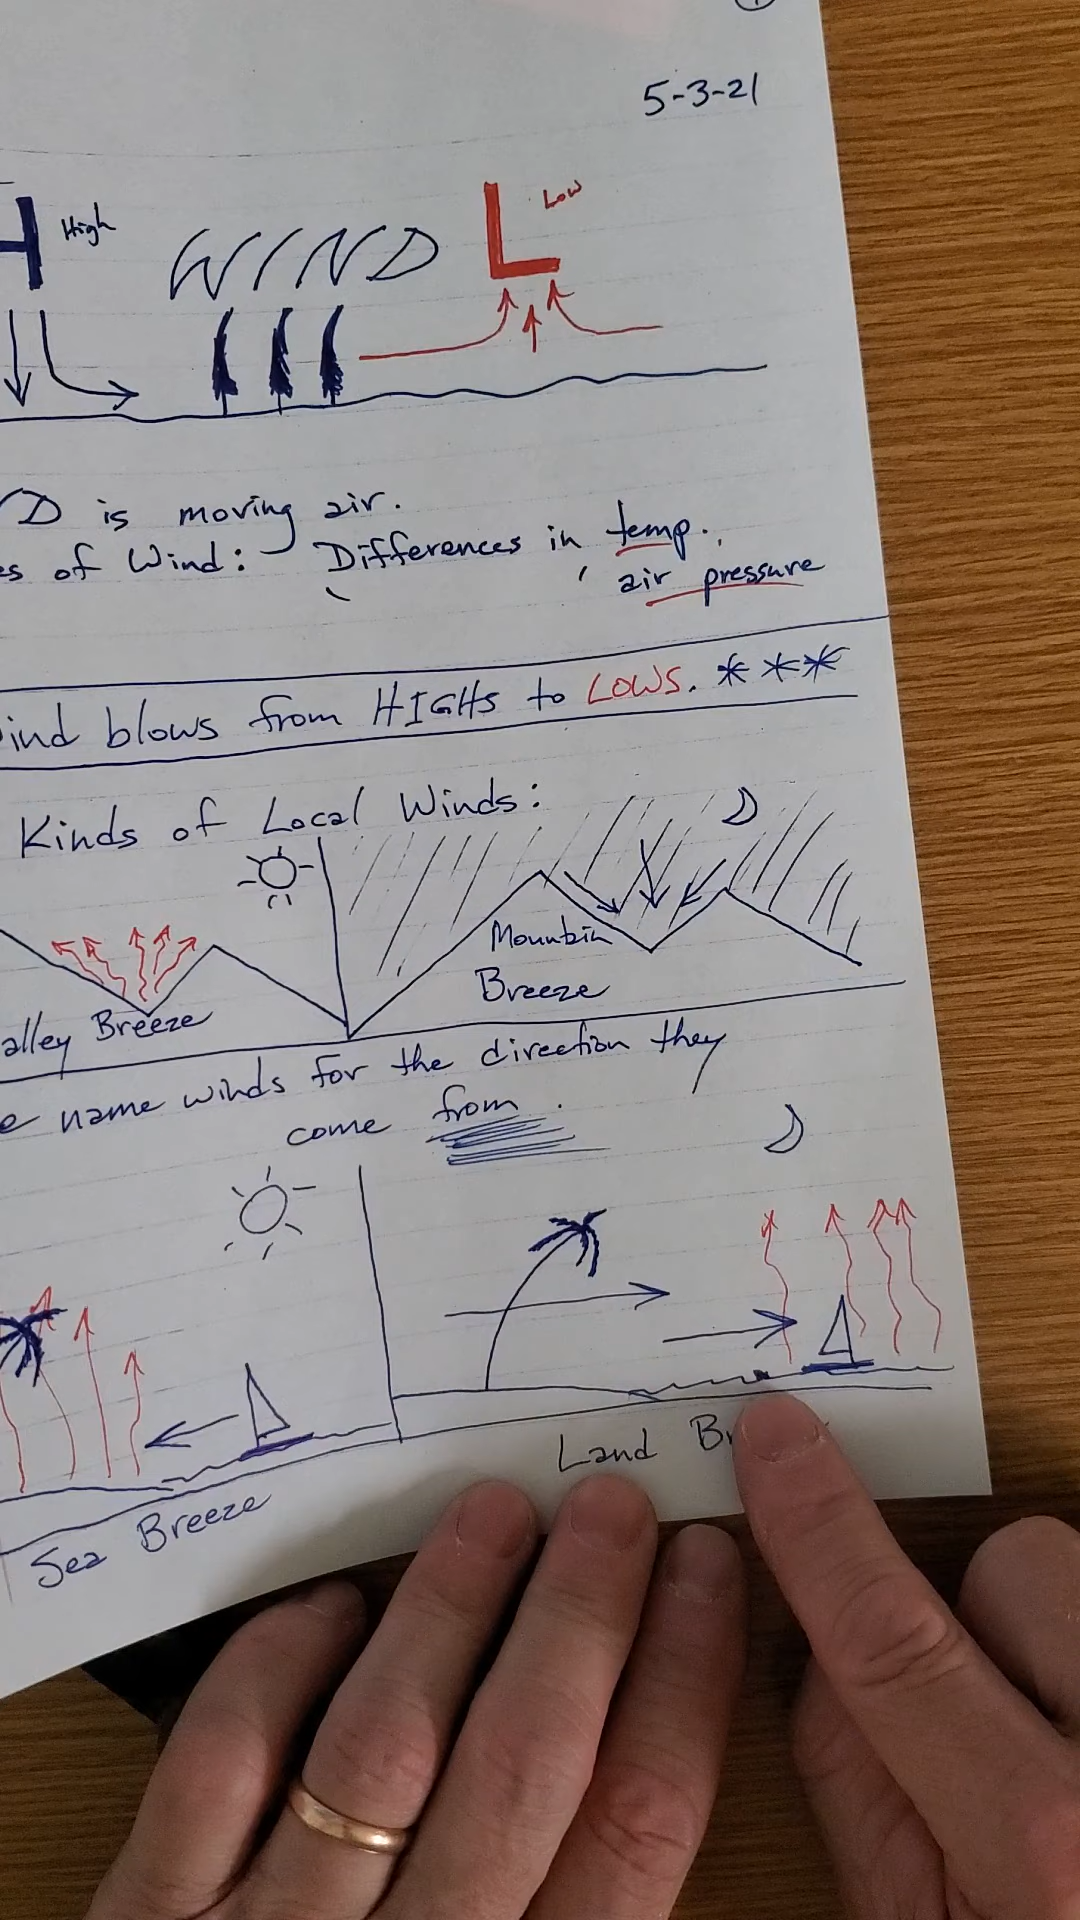 5-3-21
H High
WIND
L Low
D is moving air.
es of Wind: Differences in temp.,
air pressure
ind blows from HIGHs to LOWS. ***
Kinds of Local Winds:
Mountain
Breeze
alley Breeze
e name winds for the direction they
come from.
Land Br
Sea Breeze